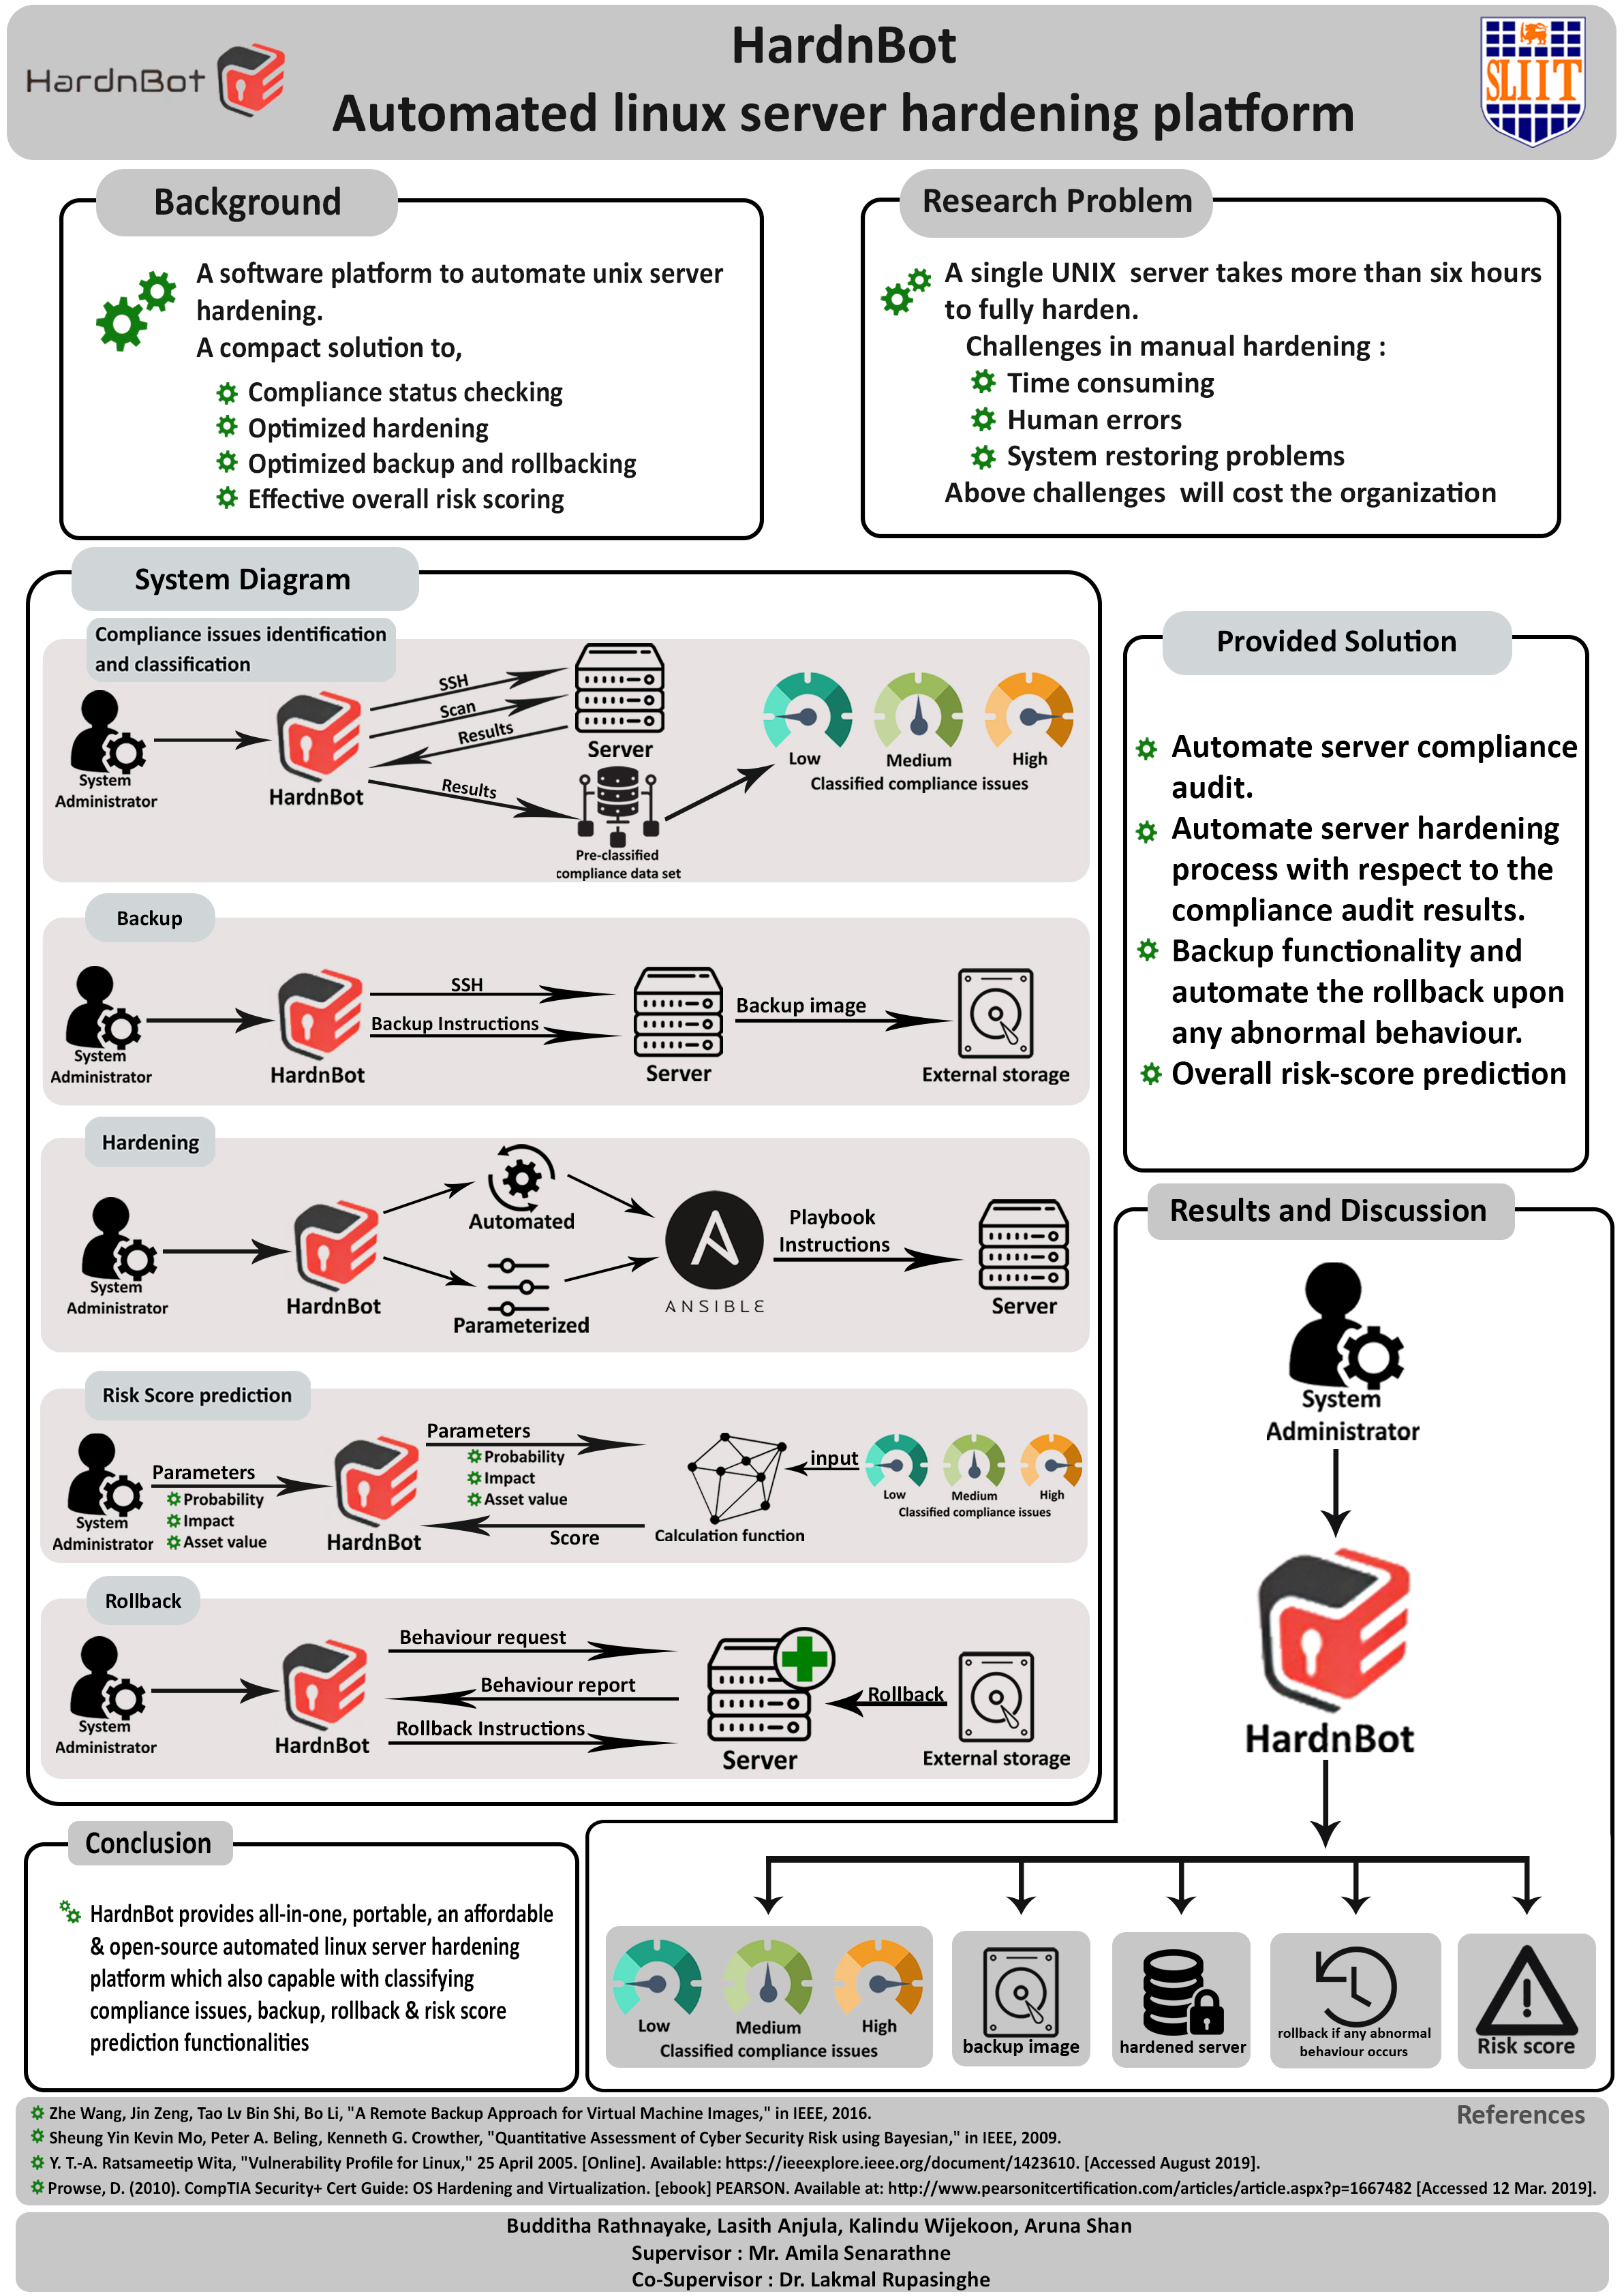 HardnBot
HardnBot
Automated linux server hardening platform
SLIIT
Background
A software platform to automate unix server
hardening.
A compact solution to,
Compliance status checking
Optimized hardening
Optimized backup and rollbacking
Effective overall risk scoring
Research Problem
A single UNIX server takes more than six hours
to fully harden.
Challenges in manual hardening :
Time consuming
Human errors
System restoring problems
Above challenges will cost the organization
System Diagram
Compliance issues identification
and classification
System
Administrator
HardnBot
SSH
Scan
Results
Results
Server
Pre-classified
compliance data set
Low
Medium
High
Classified compliance issues
Backup
System
Administrator
HardnBot
SSH
Backup Instructions
Server
Backup image
External storage
Hardening
System
Administrator
HardnBot
Automated
Parameterized
ANSIBLE
Playbook
Instructions
Server
Risk Score prediction
System
Administrator
Parameters
Probability
Impact
Asset value
HardnBot
Parameters
Probability
Impact
Asset value
Score
Calculation function
input
Low
Medium
High
Classified compliance issues
Rollback
System
Administrator
HardnBot
Behaviour request
Behaviour report
Rollback Instructions
Server
Rollback
External storage
Provided Solution
Automate server compliance
audit.
Automate server hardening
process with respect to the
compliance audit results.
Backup functionality and
automate the rollback upon
any abnormal behaviour.
Overall risk-score prediction
Results and Discussion
System
Administrator
HardnBot
Low
Medium
High
Classified compliance issues
backup image
hardened server
rollback if any abnormal
behaviour occurs
Risk score
Conclusion
HardnBot provides all-in-one, portable, an affordable
& open-source automated linux server hardening
platform which also capable with classifying
compliance issues, backup, rollback & risk score
prediction functionalities
References
Zhe Wang, Jin Zeng, Tao Lv Bin Shi, Bo Li, "A Remote Backup Approach for Virtual Machine Images," in IEEE, 2016.
Sheung Yin Kevin Mo, Peter A. Beling, Kenneth G. Crowther, "Quantitative Assessment of Cyber Security Risk using Bayesian," in IEEE, 2009.
Y. T.-A. Ratsameetip Wita, "Vulnerability Profile for Linux," 25 April 2005. [Online]. Available: https://ieeexplore.ieee.org/document/1423610. [Accessed August 2019].
Prowse, D. (2010). CompTIA Security+ Cert Guide: OS Hardening and Virtualization. [ebook] PEARSON. Available at: http://www.pearsonitcertification.com/articles/article.aspx?p=1667482 [Accessed 12 Mar. 2019].
Budditha Rathnayake, Lasith Anjula, Kalindu Wijekoon, Aruna Shan
Supervisor : Mr. Amila Senarathne
Co-Supervisor : Dr. Lakmal Rupasinghe